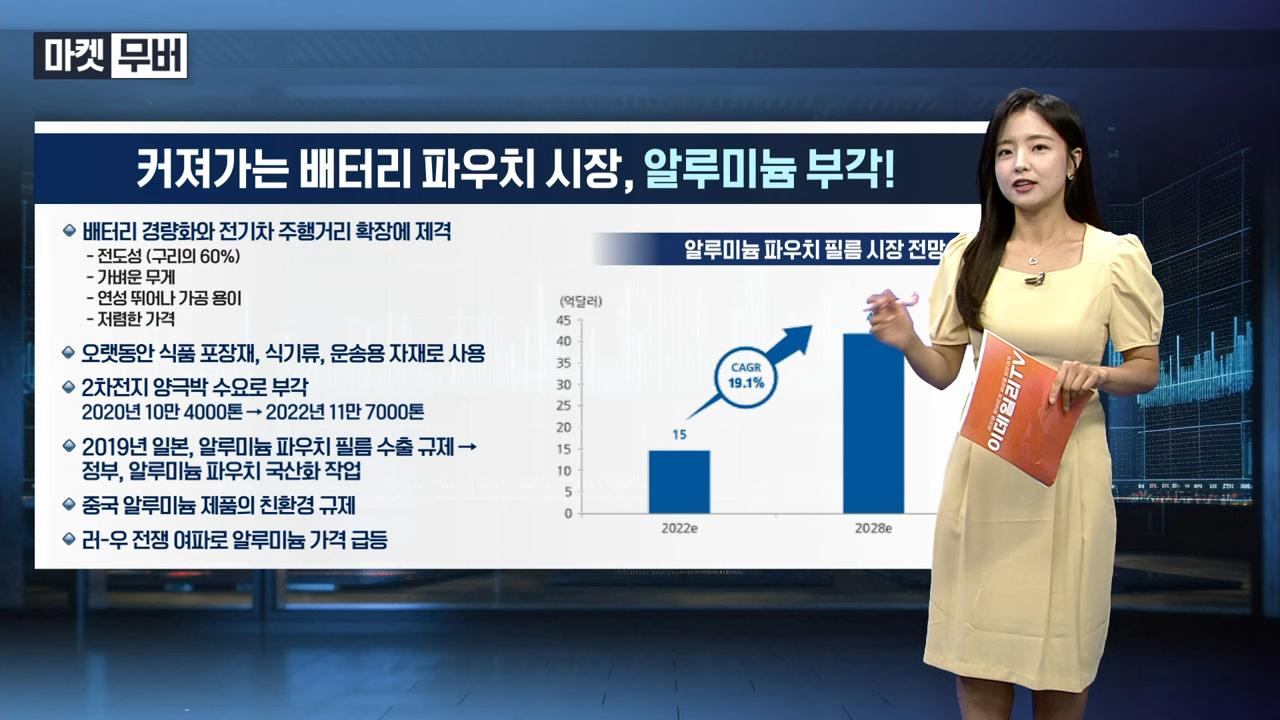 마켓무버
커져가는 배터리 파우치 시장, 알루미늄 부각!
배터리 경량화와 전기차 주행거리 확장에 제격
- 전도성 (구리의 60%)
- 가벼운 무게
- 연성 뛰어나 가공 용이
- 저렴한 가격
오랫동안 식품 포장재, 식기류, 운송용 자재로 사용
2차전지 양극박 수요로 부각
2020년 10만 4000톤 → 2022년 11만 7000톤
2019년 일본, 알루미늄 파우치 필름 수출 규제 →
정부, 알루미늄 파우치 국산화 작업
중국 알루미늄 제품의 친환경 규제
러-우 전쟁 여파로 알루미늄 가격 급등
알루미늄 파우치 필름 시장 전망
(억달러)
45
40
35
30
25
20
15
10
5
0
CAGR
19.1%
15
2022e
2028e
이데일리TV